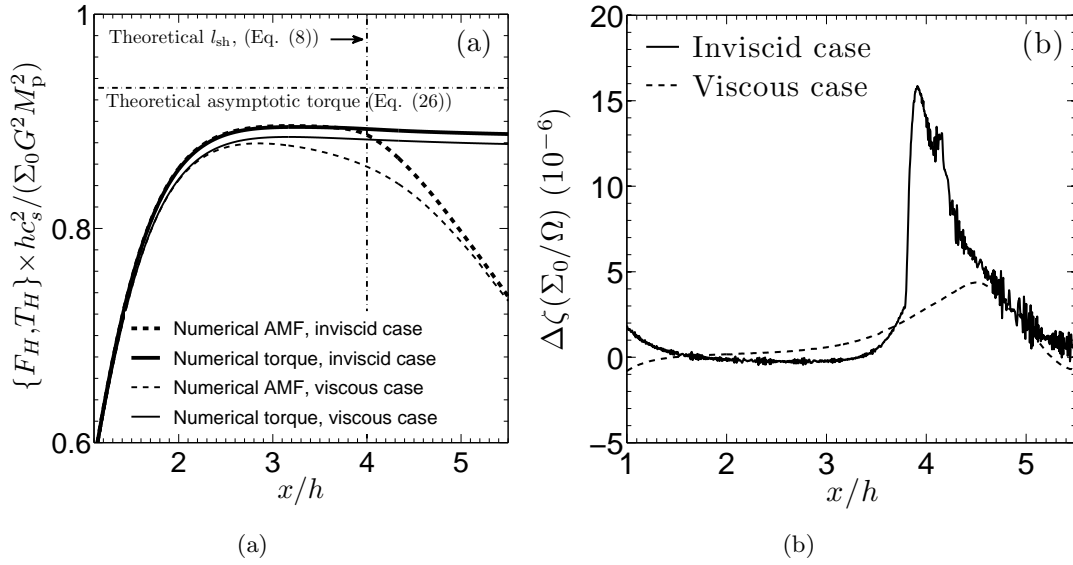 Theoretical l_sh, (Eq. (8))
(a)
Theoretical asymptotic torque (Eq. (26))
{F_H, T_H} × hc_s^2/(Σ_0G^2M_p^2)
1
0.8
0.6
Numerical AMF, inviscid case
Numerical torque, inviscid case
Numerical AMF, viscous case
Numerical torque, viscous case
2 3 4 5
x/h
(a)
(b)
Inviscid case
Viscous case
Δζ(Σ_0/Ω) (10^−6)
20
15
10
5
0
−5
1 2 3 4 5
x/h
(b)